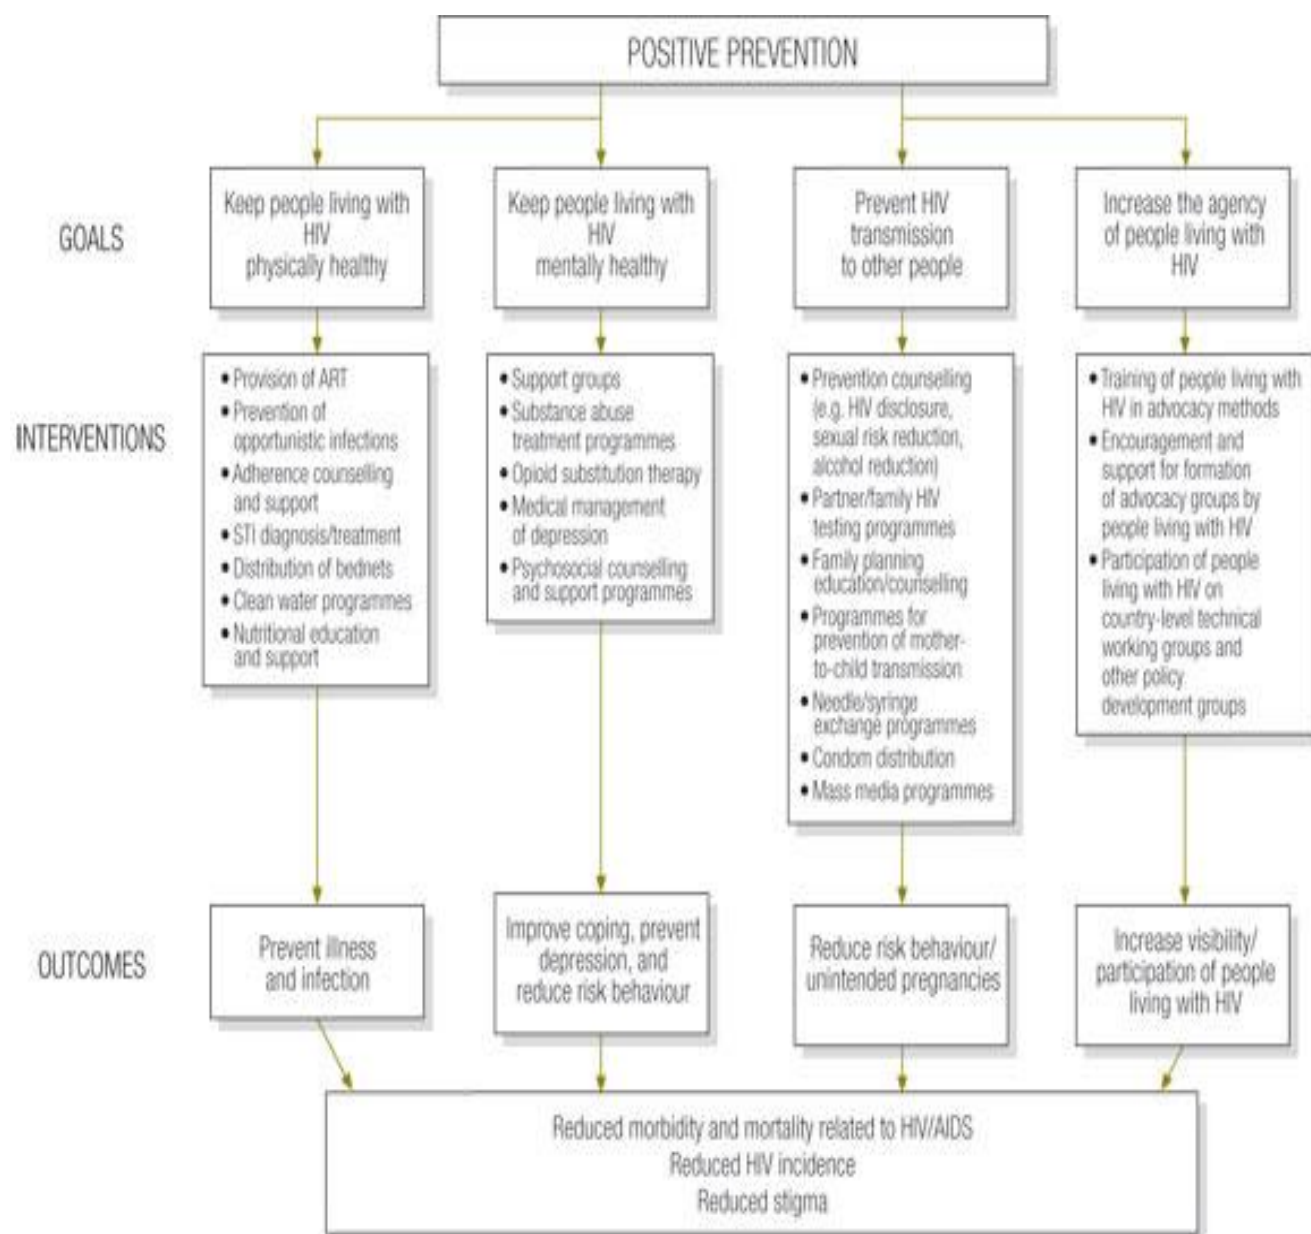 POSITIVE PREVENTION
GOALS
Keep people living with
HIV
physically healthy
Keep people living with
HIV
mentally healthy
Prevent HIV
transmission
to other people
Increase the agency
of people living with
HIV
INTERVENTIONS
• Provision of ART
• Prevention of
opportunistic infections
• Adherence counselling
and support
• STI diagnosis/treatment
• Distribution of bednets
• Clean water programmes
• Nutritional education
and support
• Support groups
• Substance abuse
treatment programmes
• Opioid substitution therapy
• Medical management
of depression
• Psychosocial counselling
and support programmes
• Prevention counselling
(e.g. HIV disclosure,
sexual risk reduction,
alcohol reduction)
• Partner/family HIV
testing programmes
• Family planning
education/counselling
• Programmes for
prevention of mother-
to-child transmission
• Needle/syringe
exchange programmes
• Condom distribution
• Mass media programmes
• Training of people living with
HIV in advocacy methods
• Encouragement and
support for formation
of advocacy groups by
people living with HIV
• Participation of people
living with HIV on
country-level technical
working groups and
other policy
development groups
OUTCOMES
Prevent illness
and infection
Improve coping, prevent
depression, and
reduce risk behaviour
Reduce risk behaviour/
unintended pregnancies
Increase visibility/
participation of people
living with HIV
Reduced morbidity and mortality related to HIV/AIDS
Reduced HIV incidence
Reduced stigma